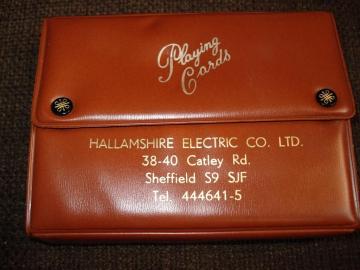 Playing
Cards
HALLAMSHIRE ELECTRIC CO. LTD.
38-40 Catley Rd.
Sheffield S9 5JF
Tel. 444641-5